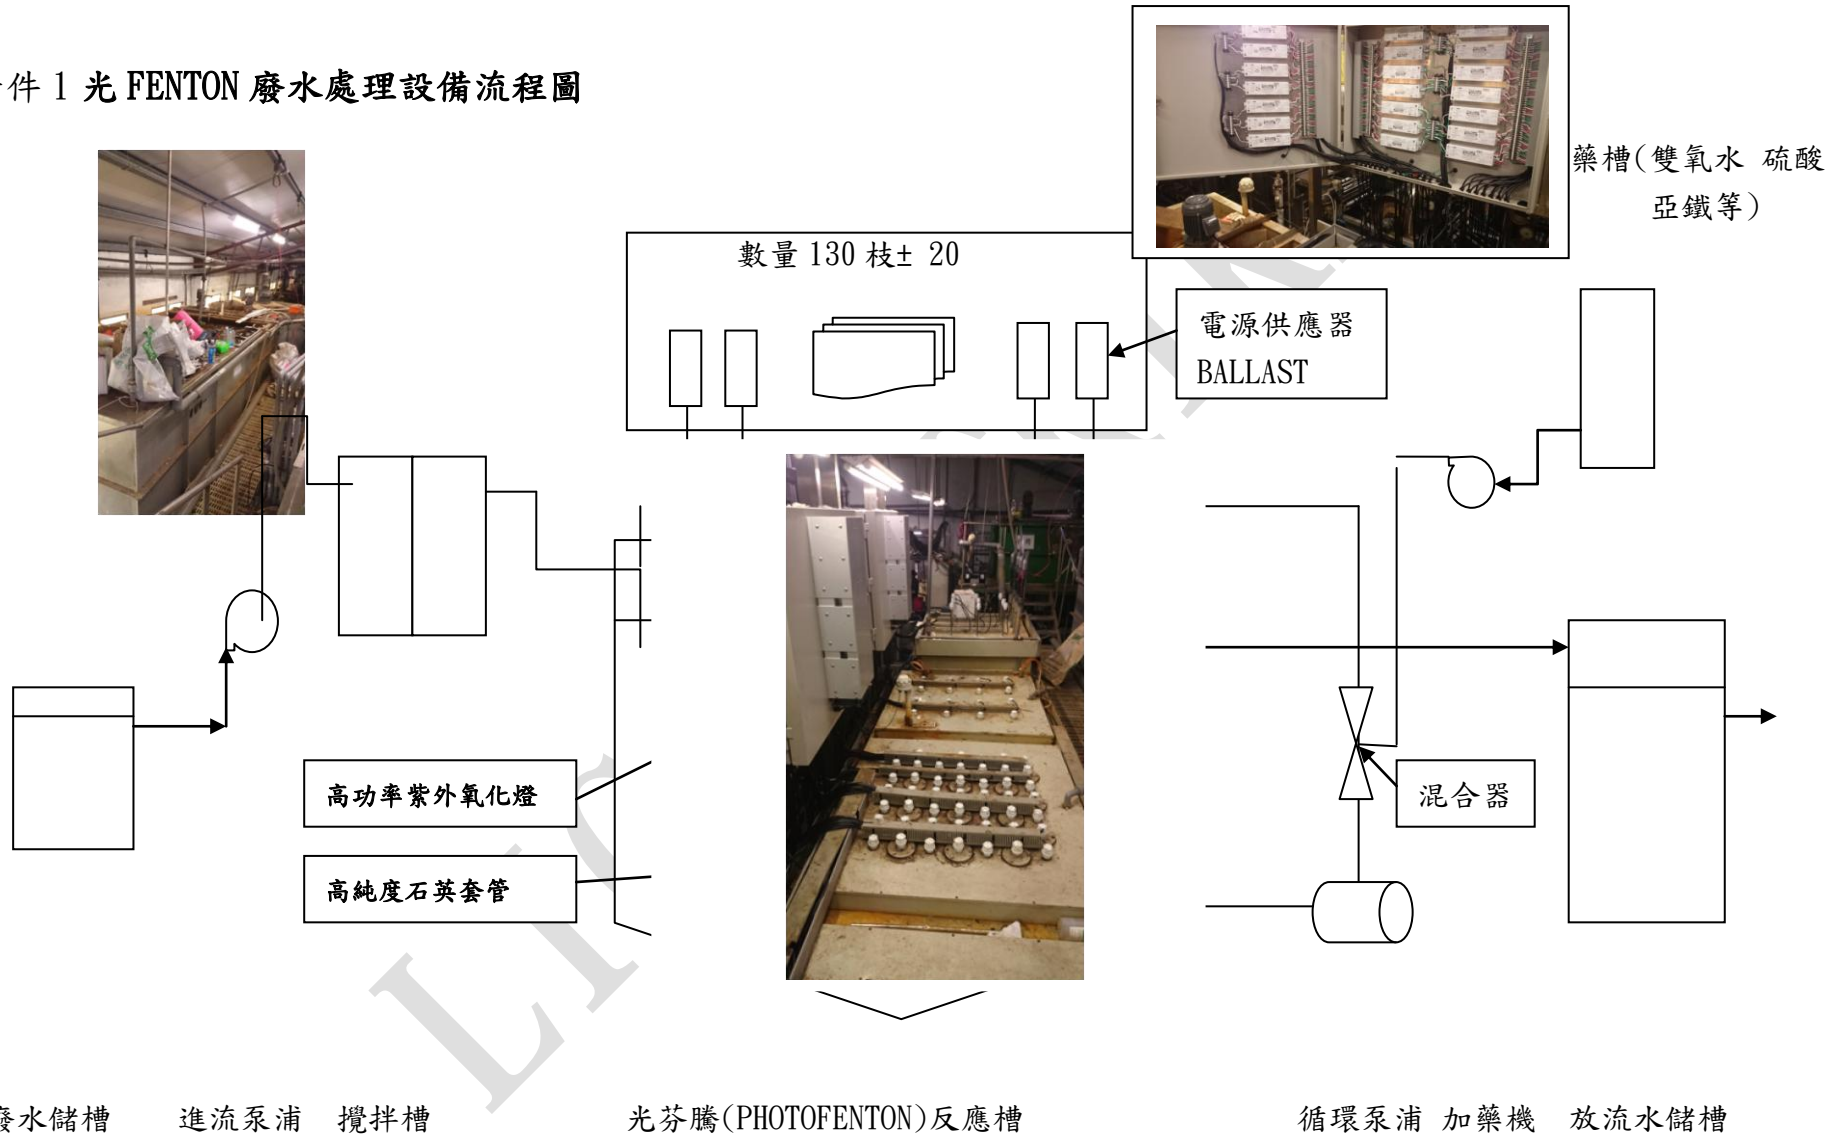 件 1 光 FENTON 廢水處理設備流程圖
藥槽(雙氧水 硫酸
亞鐵等)
數量 130 枝± 20
電源供應器
BALLAST
高功率紫外氧化燈
混合器
高純度石英套管
廢水儲槽 進流泵浦 攪拌槽 光芬騰(PHOTOFENTON)反應槽 循環泵浦 加藥機 放流水儲槽